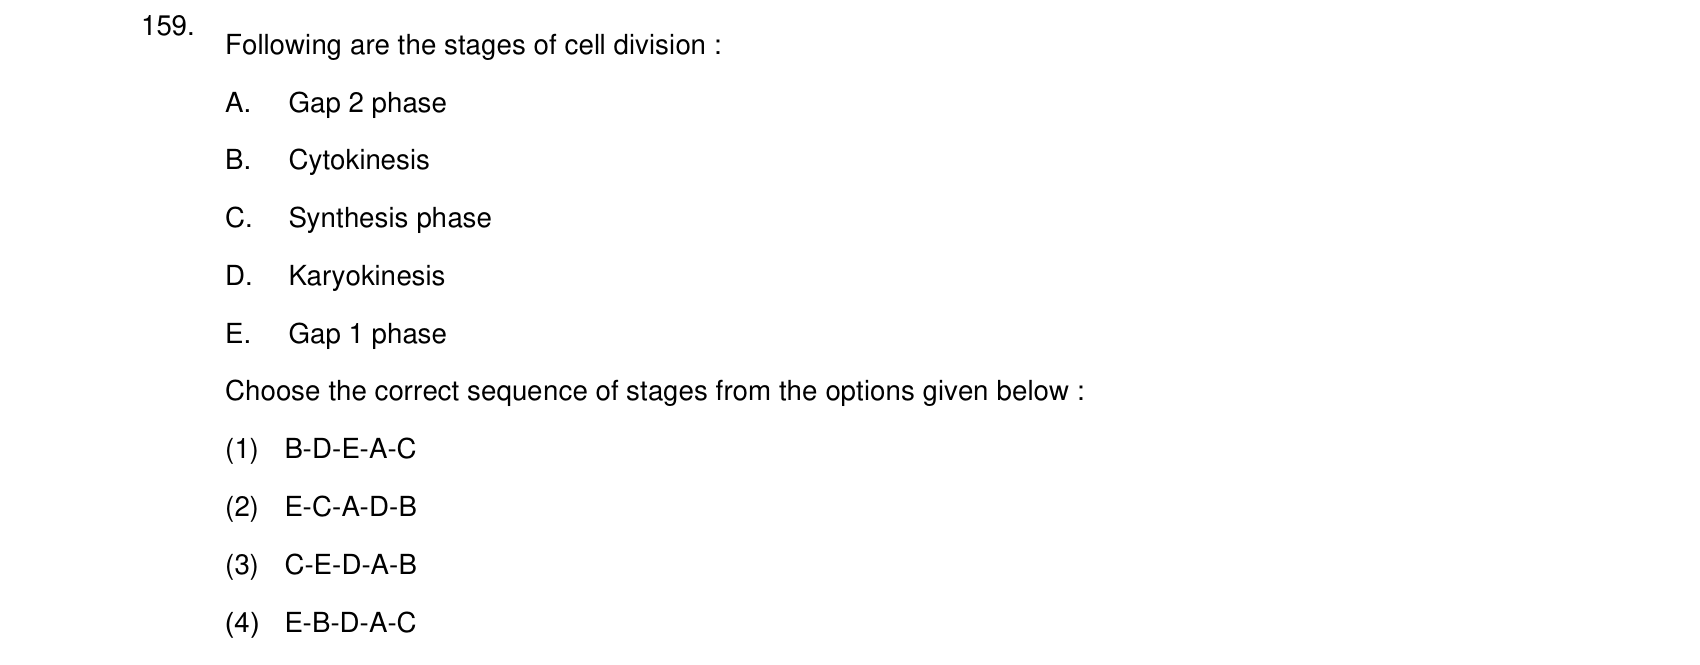 159.
Following are the stages of cell division :
A. Gap 2 phase
B. Cytokinesis
C. Synthesis phase
D. Karyokinesis
E. Gap 1 phase
Choose the correct sequence of stages from the options given below :
(1) B-D-E-A-C
(2) E-C-A-D-B
(3) C-E-D-A-B
(4) E-B-D-A-C